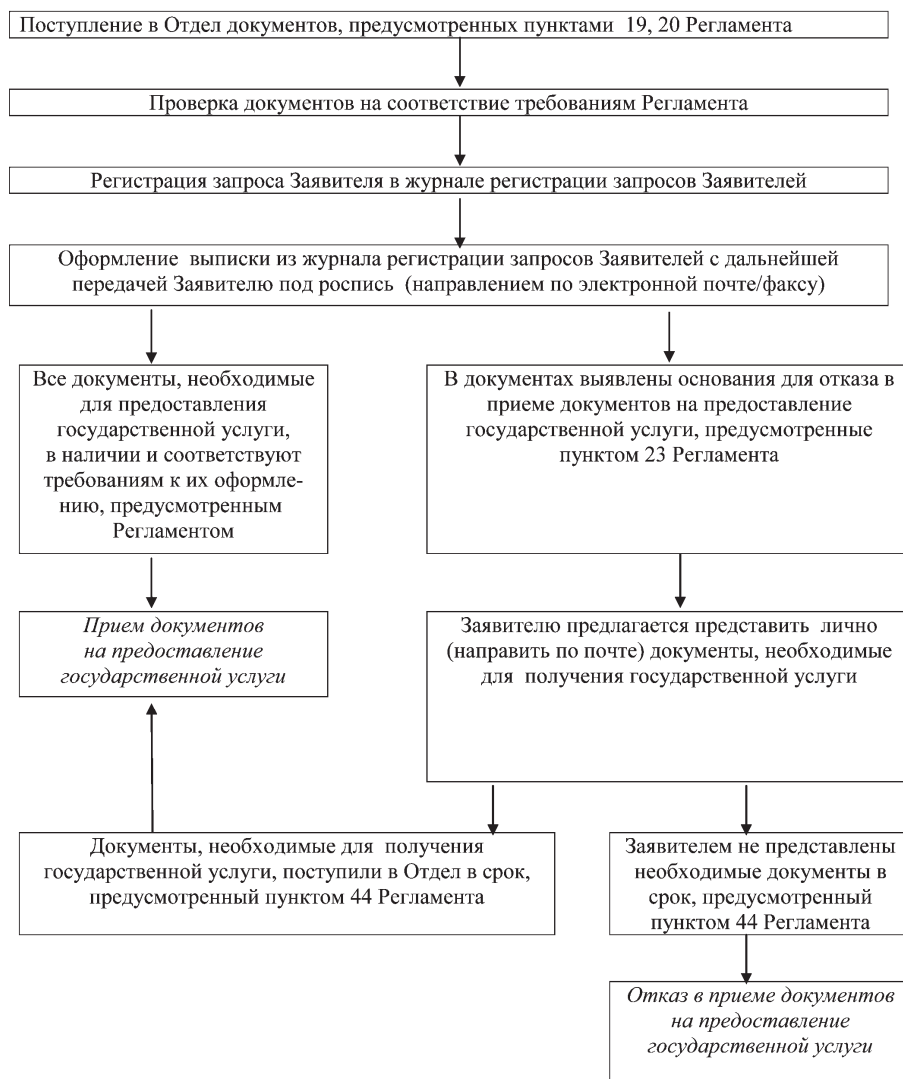 Поступление в Отдел документов, предусмотренных пунктами 19, 20 Регламента
Проверка документов на соответствие требованиям Регламента
Регистрация запроса Заявителя в журнале регистрации запросов Заявителей
Оформление выписки из журнала регистрации запросов Заявителей с дальнейшей
передачей Заявителю под роспись (направлением по электронной почте/факсу)
Все документы, необходимые
для предоставления
государственной услуги,
в наличии и соответствуют
требованиям к их оформле-
нию, предусмотренным
Регламентом
В документах выявлены основания для отказа в
приеме документов на предоставление
государственной услуги, предусмотренные
пунктом 23 Регламента
Прием документов
на предоставление
государственной услуги
Заявителю предлагается представить лично
(направить по почте) документы, необходимые
для получения государственной услуги
Документы, необходимые для получения
государственной услуги, поступили в Отдел в срок,
предусмотренный пунктом 44 Регламента
Заявителем не представлены
необходимые документы в
срок, предусмотренный
пунктом 44 Регламента
Отказ в приеме документов
на предоставление
государственной услуги